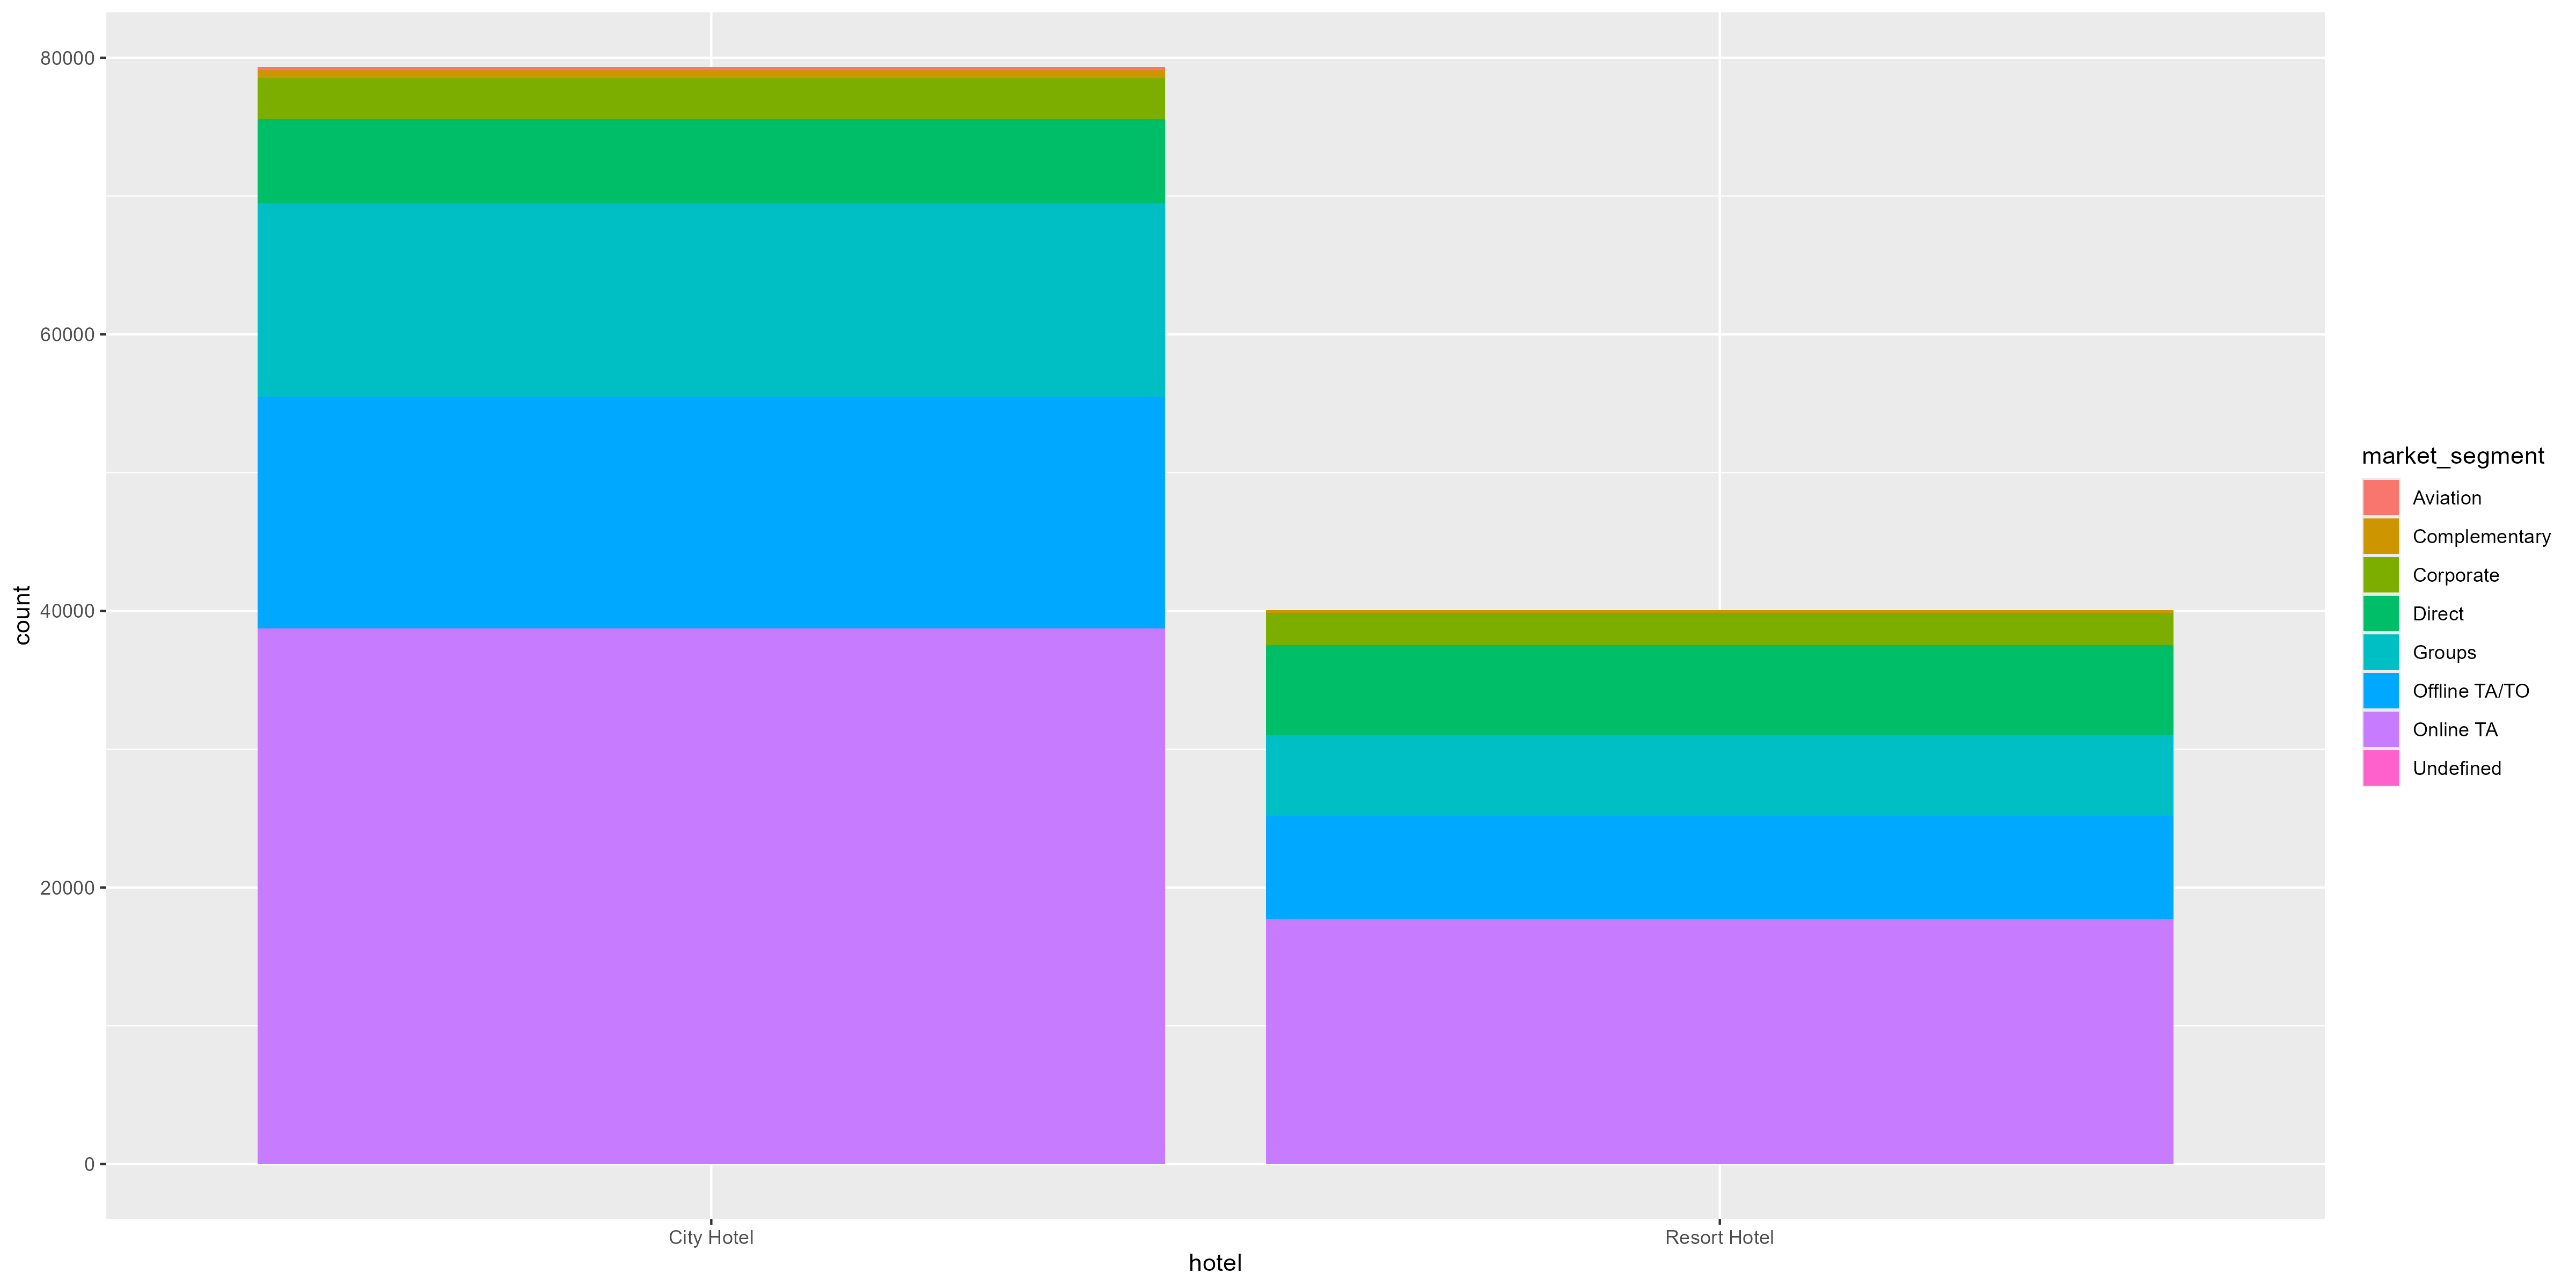 80000
60000
40000
20000
0
count
City Hotel
Resort Hotel
hotel
market_segment
Aviation
Complementary
Corporate
Direct
Groups
Offline TA/TO
Online TA
Undefined